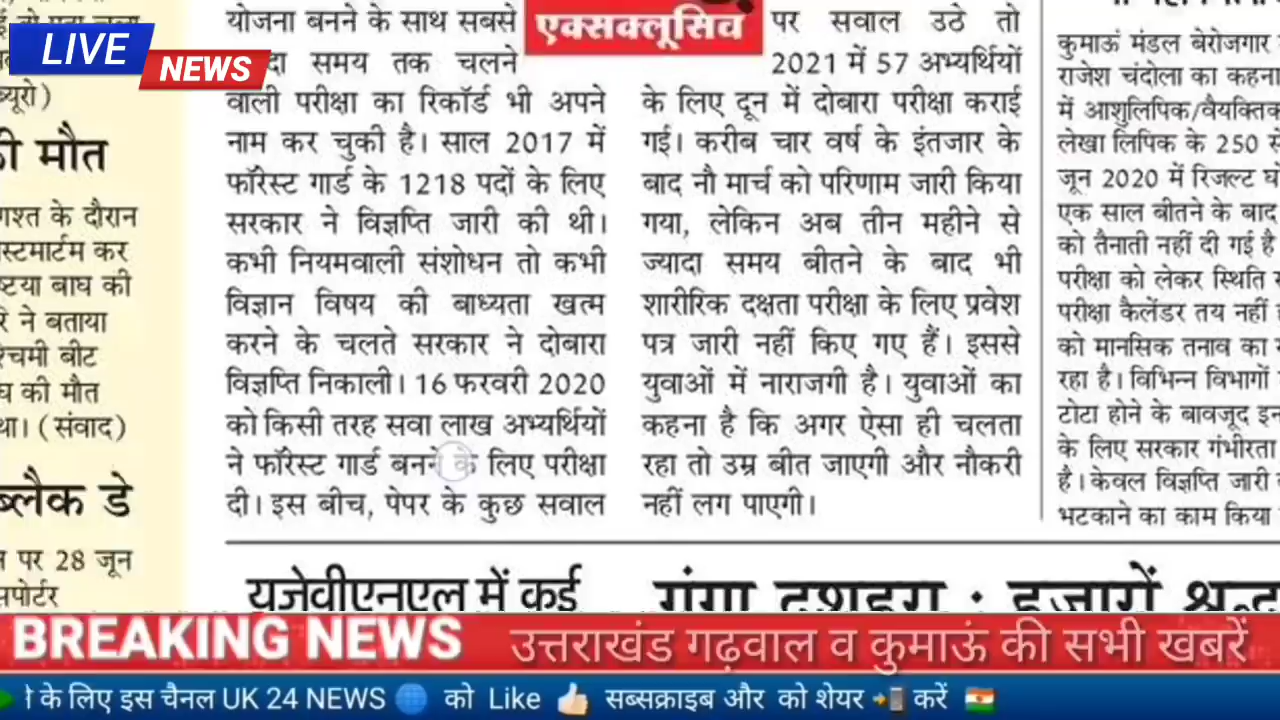 LIVE
NEWS
ब्यूरो)
मौत
गश्त के दौरान
कर
बाघ की
ने बताया
बीट
की मौत
था। (संवाद)
ब्लैक डे
पर 28 जून
योजना बनने के साथ सबसे
समय तक चलने
वाली परीक्षा का रिकॉर्ड भी अपने
नाम कर चुकी है। साल 2017 में
फॉरेस्ट गार्ड के 1218 पदों के लिए
सरकार ने विज्ञप्ति जारी की थी।
कभी नियमवाली संशोधन तो कभी
विज्ञान विषय की बाध्यता खत्म
करने के चलते सरकार ने दोबारा
विज्ञप्ति निकाली। 16 फरवरी 2020
को किसी तरह सवा लाख अभ्यर्थियों
ने फॉरेस्ट गार्ड बनने के लिए परीक्षा
दी। इस बीच, पेपर के कुछ सवाल
एक्सक्लूसिव
पर सवाल उठे तो
2021 में 57 अभ्यर्थियों
के लिए दून में दोबारा परीक्षा कराई
गई। करीब चार वर्ष के इंतजार के
बाद नौ मार्च को परिणाम जारी किया
गया, लेकिन अब तीन महीने से
ज्यादा समय बीतने के बाद भी
शारीरिक दक्षता परीक्षा के लिए प्रवेश
पत्र जारी नहीं किए गए हैं। इससे
युवाओं में नाराजगी है। युवाओं का
कहना है कि अगर ऐसा ही चलता
रहा तो उम्र बीत जाएगी और नौकरी
नहीं लग पाएगी।
कुमाऊं मंडल बेरोजगार
राजेश चंदोला का कहना
में आशुलिपिक/वैयक्तिक
लेखा लिपिक के 250 से
जून 2020 में रिजल्ट
एक साल बीतने के बाद
को तैनाती नहीं दी गई है
परीक्षा को लेकर स्थिति
परीक्षा कैलेंडर तय नहीं
को मानसिक तनाव का
रहा है। विभिन्न विभागों
टोटा होने के बावजूद इन
के लिए सरकार गंभीरता
है। केवल विज्ञप्ति जारी
भटकाने का काम किया
यूजेवीएनएल में कई
गंगा दशहरा : हजारों
BREAKING NEWS
उत्तराखंड गढ़वाल व कुमाऊं की सभी खबरें
के लिए इस चैनल UK 24 NEWS 🌐 को Like 👍 सब्सक्राइब और को शेयर 📲 करें 🇮🇳